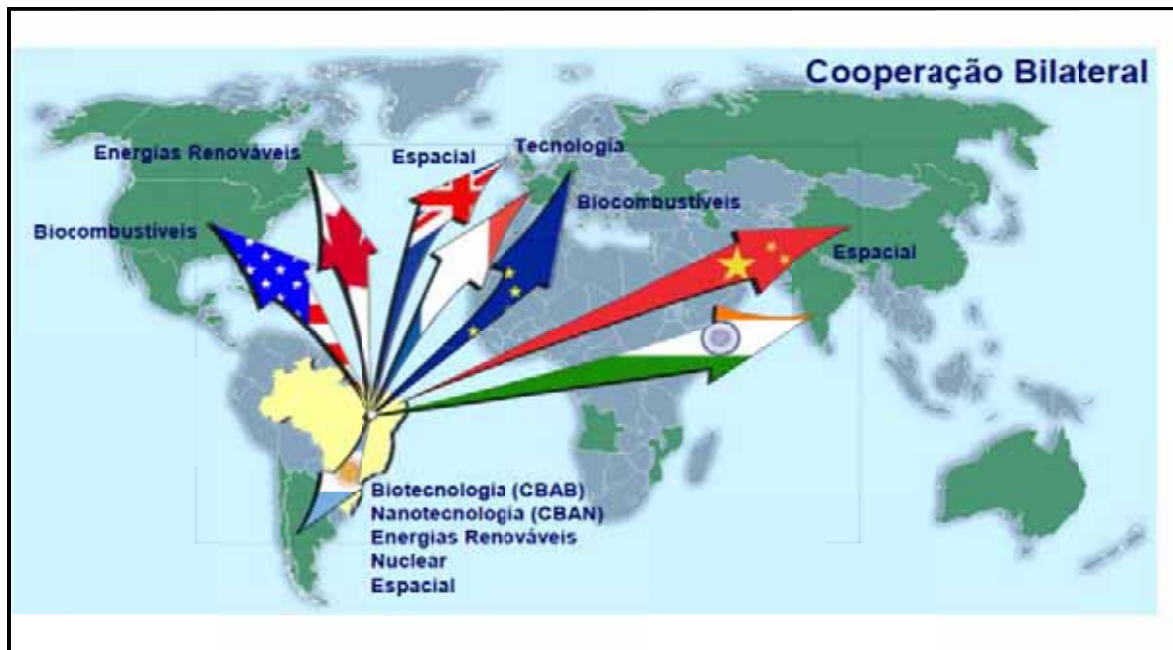 Cooperação Bilateral
Energias Renováveis
Espacial
Tecnologia
Biocombustíveis
Biocombustíveis
Espacial
Biotecnologia (CBAB)
Nanotecnologia (CBAN)
Energias Renováveis
Nuclear
Espacial